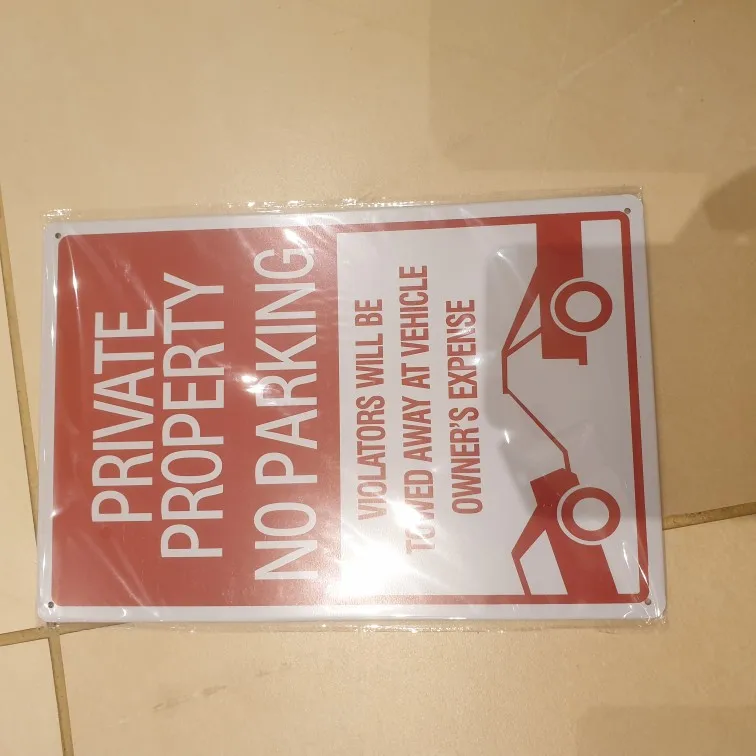 PRIVATE
PROPERTY
NO PARKING
VIOLATORS WILL BE
TOWED AWAY AT VEHICLE
OWNER'S EXPENSE